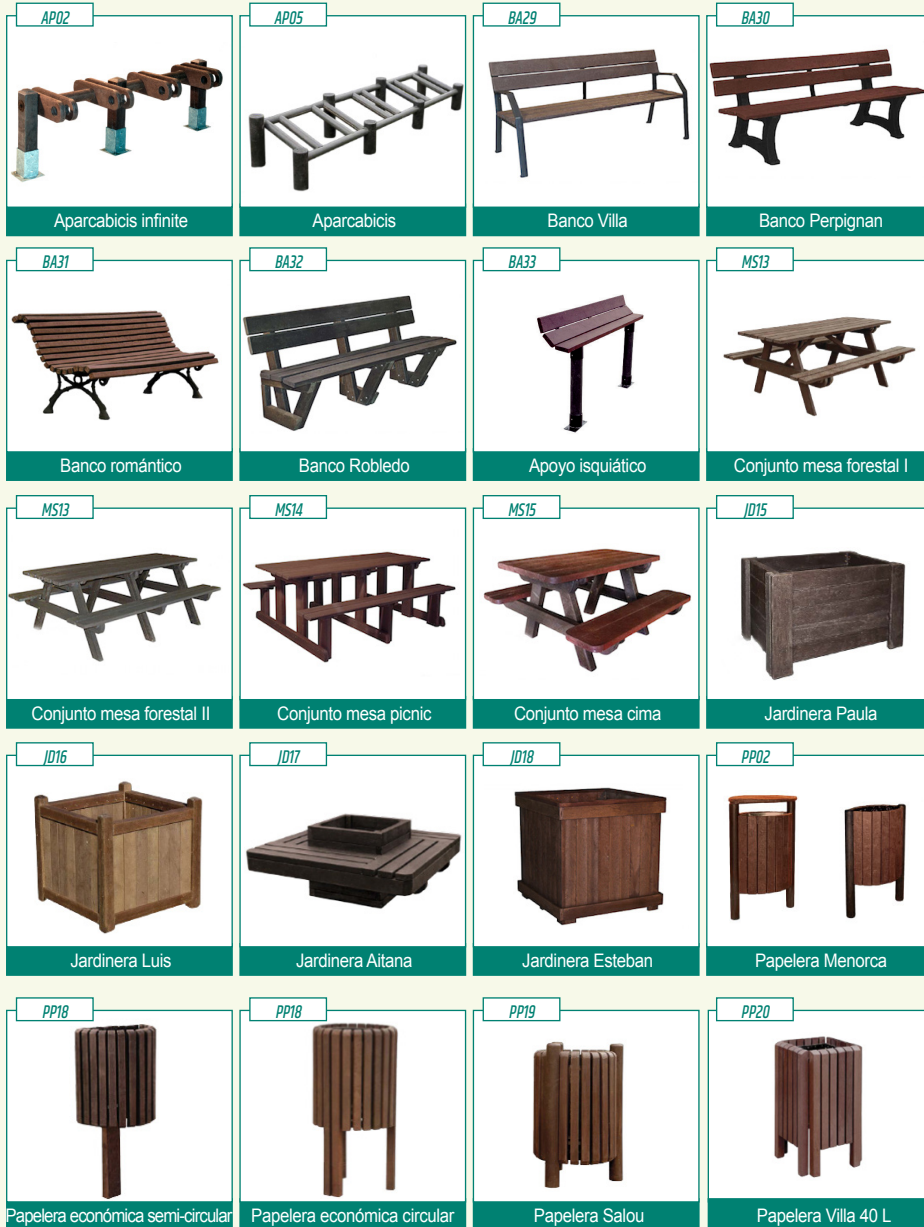 AP02
AP05
BA29
BA30
Aparcabicis infinite
Aparcabicis
Banco Villa
Banco Perpignan
BA31
BA32
BA33
MS13
Banco romántico
Banco Robledo
Apoyo isquiático
Conjunto mesa forestal I
MS13
MS14
MS15
JD15
Conjunto mesa forestal II
Conjunto mesa picnic
Conjunto mesa cima
Jardinera Paula
JD16
JD17
JD18
PP02
Jardinera Luis
Jardinera Aitana
Jardinera Esteban
Papelera Menorca
PP18
PP18
PP19
PP20
Papelera económica semi-circular
Papelera económica circular
Papelera Salou
Papelera Villa 40 L